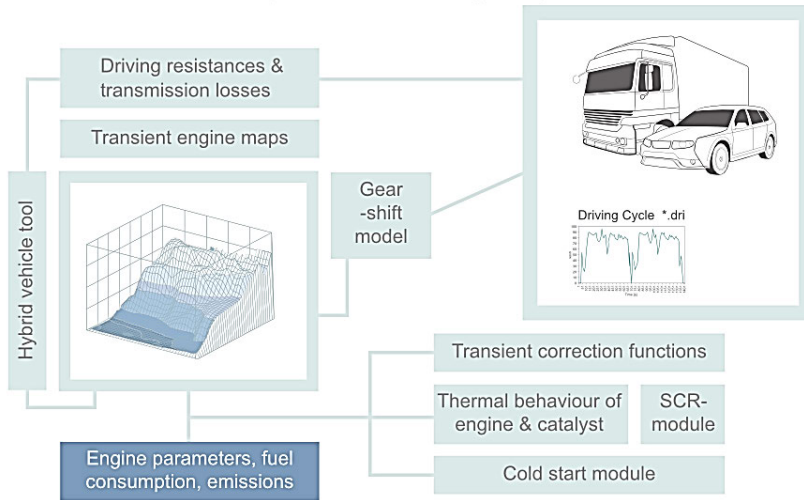 Driving resistances &
transmission losses
Transient engine maps
Hybrid vehicle tool
Gear
-shift
model
Driving Cycle *.dri
Transient correction functions
Thermal behaviour of
engine & catalyst
SCR-
module
Cold start module
Engine parameters, fuel
consumption, emissions